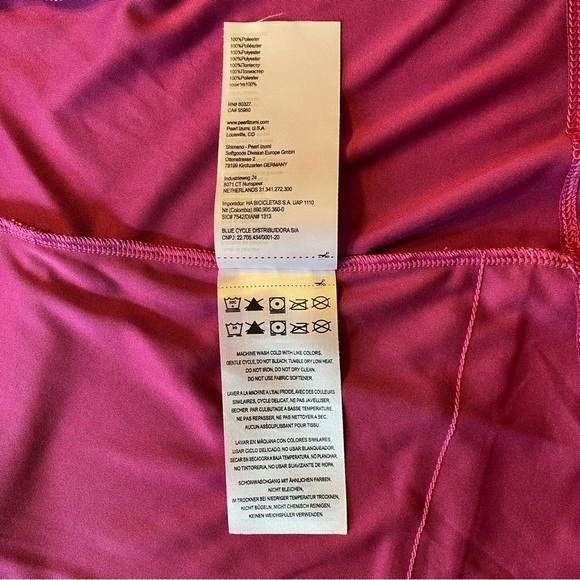 100%Poliester
100%Poliéster
100%Polyester
100%Polyester
100%Полиэстер
100%Полиэстер
100%Poliester
RN# 80327
CA# 55960
www.pearlizumi.com
Pearl Izumi, U.S.A.
Louisville, CO
Shimano - Pearl Izumi
Softgoods Division Europe GmbH
Ottenstrasse 2
79199 Kirchzarten GERMANY
Industrieweg 24
8071 CT Nunspeet
NETHERLANDS 31.341.272.300
Importador: HA BICICLETAS S.A. UAP 1110
Nit (Colombia) 890.905.360-0
SIC# 7542/DIAN# 1313
BLUE CYCLE DISTRIBUIDORA S/A
CNPJ: 22.705.434/0001-20
MACHINE WASH COLD WITH LIKE COLORS,
GENTLE CYCLE, DO NOT BLEACH, TUMBLE DRY LOW HEAT,
DO NOT IRON, DO NOT DRY CLEAN,
DO NOT USE FABRIC SOFTENER.
LAVER A LA MACHINE A L'EAU FROIDE, AVEC DES COULEURS
SIMILAIRES, CYCLE DELICAT, NE PAS JAVELLISER,
SECHER PAR CULBUTAGE A BASSE TEMPERATURE,
NE PAS REPASSER, NE PAS NETTOYER A SEC.
AUCUN ASSOUPLISSANT POUR TISSU.
LAVAR EN MÁQUINA CON COLORES SIMILARES,
USAR CICLO DELICADO, NO USAR BLANQUEADOR,
SECAR EN SECADORA A BAJA TEMPERATURA, NO PLANCHAR,
NO TINTORERIA, NO USAR SUAVIZANTE DE ROPA.
SCHONWASCHGANG MIT ÄHNLICHEN FARBEN,
NICHT BLEICHEN,
IM TROCKNER BEI NIEDRIGER TEMPERATUR TROCKNEN,
NICHT BÜGELN, NICHT CHEMISCH REINIGEN,
KEINEN WEICHSPÜLER VERWENDEN.